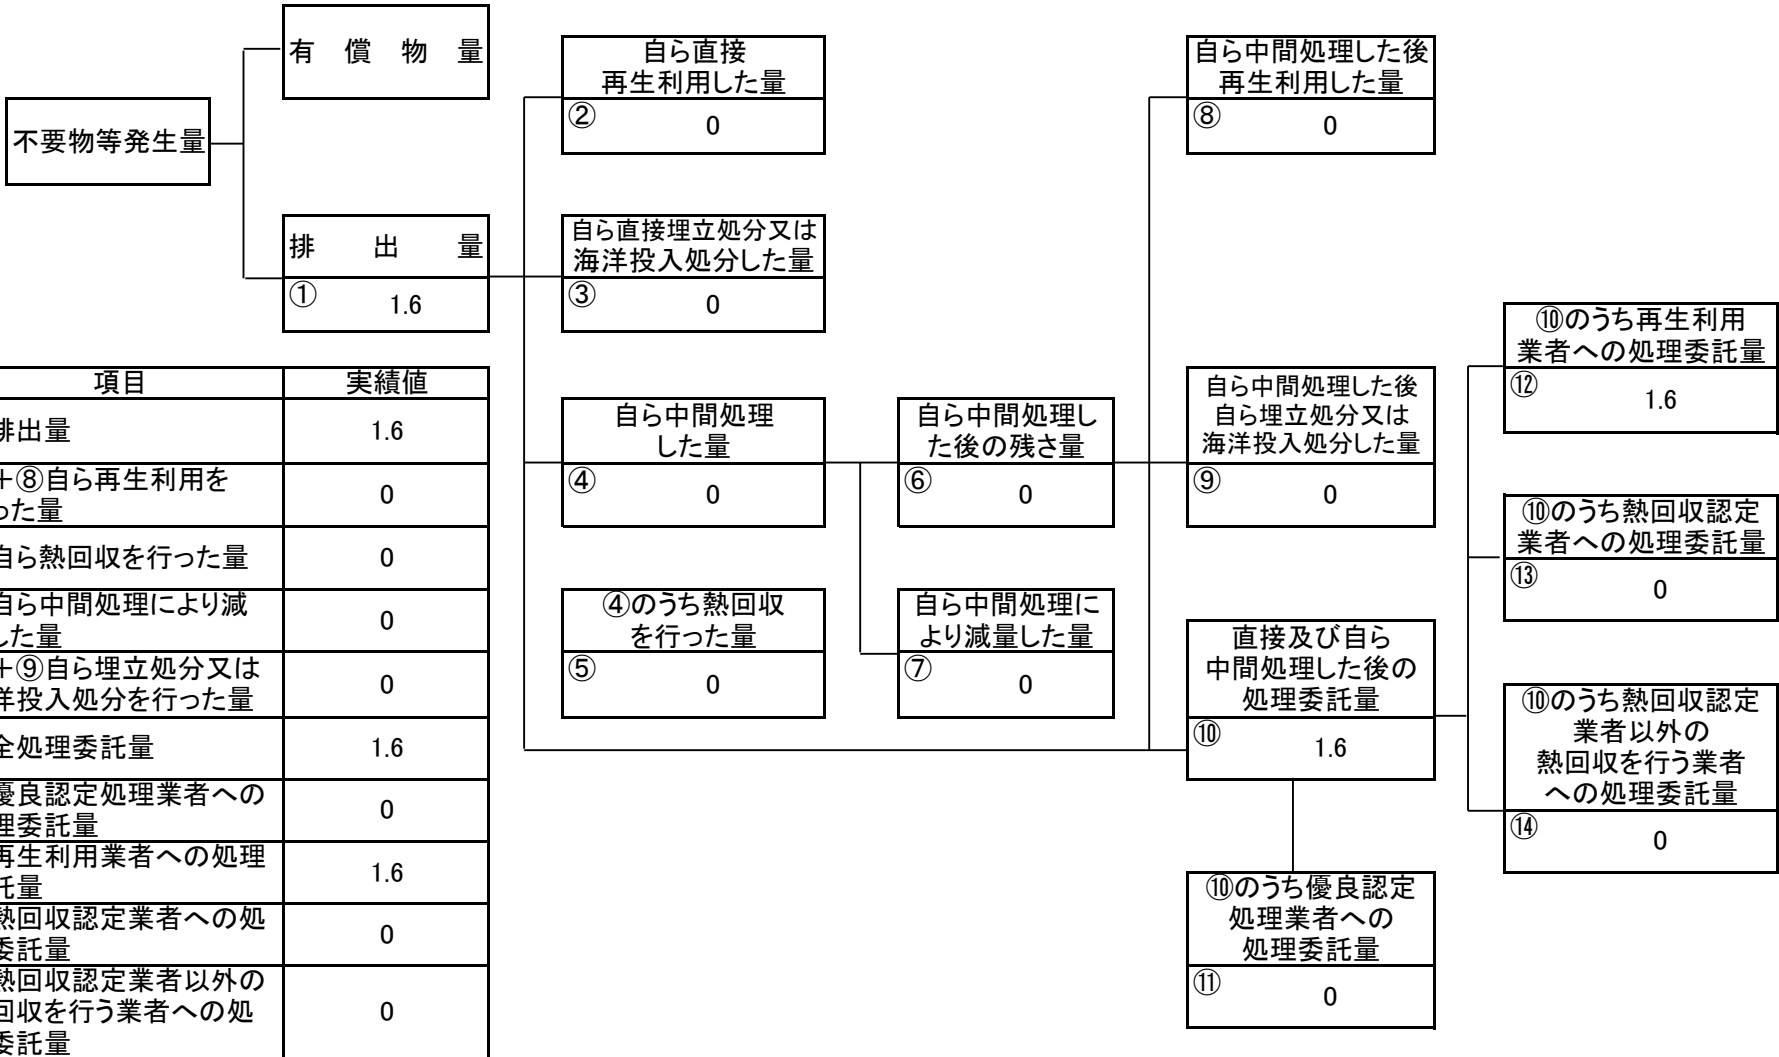 有 償 物 量
不要物等発生量
排 出 量
① 1.6
自ら直接
再生利用した量
② 0
自ら直接埋立処分又は
海洋投入処分した量
③ 0
自ら中間処理
した量
④ 0
④のうち熱回収
を行った量
⑤ 0
自ら中間処理し
た後の残さ量
⑥ 0
自ら中間処理に
より減量した量
⑦ 0
自ら中間処理した後
再生利用した量
⑧ 0
自ら中間処理した後
自ら埋立処分又は
海洋投入処分した量
⑨ 0
直接及び自ら
中間処理した後の
処理委託量
⑩ 1.6
⑩のうち優良認定
処理業者への
処理委託量
⑪ 0
⑩のうち再生利用
業者への処理委託量
⑫ 1.6
⑩のうち熱回収認定
業者への処理委託量
⑬ 0
⑩のうち熱回収認定
業者以外の
熱回収を行う業者
への処理委託量
⑭ 0
項目 実績値
排出量 1.6
+⑧自ら再生利用を
った量 0
自ら熱回収を行った量 0
自ら中間処理により減
した量 0
+⑨自ら埋立処分又は
洋投入処分を行った量 0
全処理委託量 1.6
優良認定処理業者への
理委託量 0
再生利用業者への処理
託量 1.6
熱回収認定業者への処
委託量 0
熱回収認定業者以外の
回収を行う業者への処
委託量 0